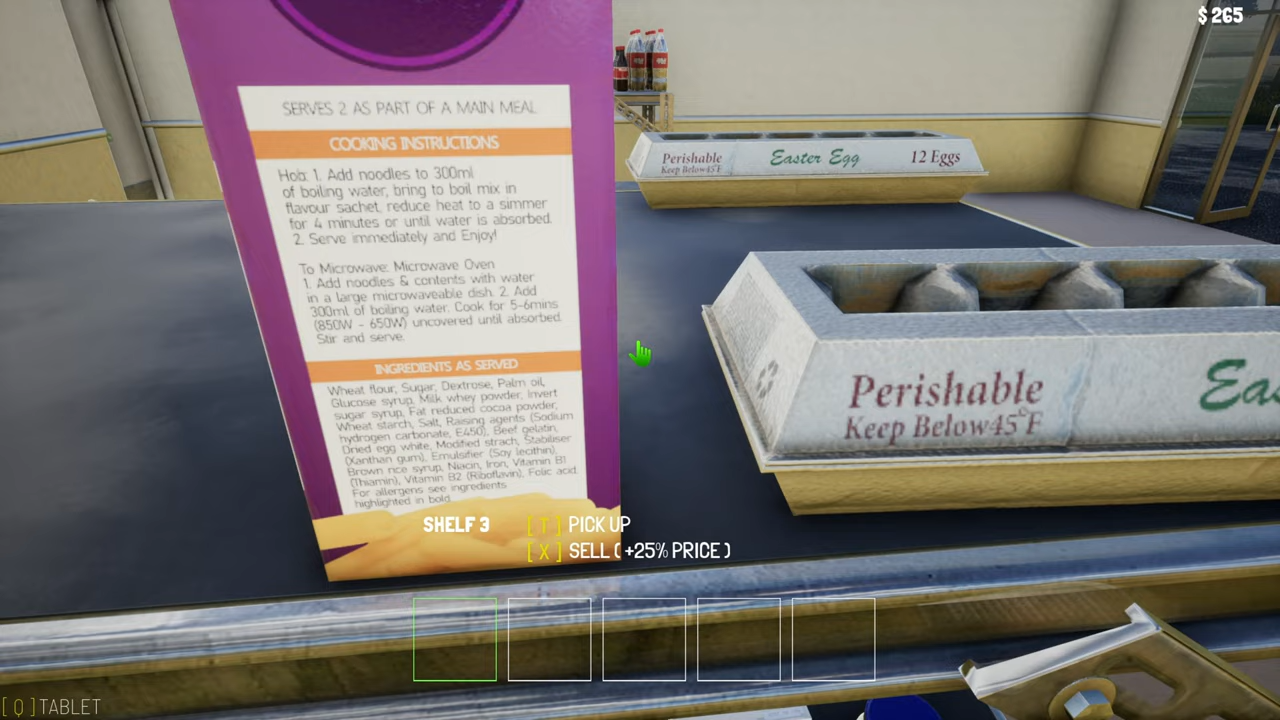 $ 265
SERVES 2 AS PART OF A MAIN MEAL
COOKING INSTRUCTIONS
Hob: 1. Add noodles to 300ml
of boiling water, bring to boil mix in
flavour sachet, reduce heat to a simmer
for 4 minutes or until water is absorbed.
2. Serve immediately and Enjoy!
To Microwave: Microwave Oven
1. Add noodles & contents with water
in a large microwaveable dish. 2. Add
300ml of boiling water. Cook for 5-6mins
(850W - 650W) uncovered until absorbed.
Stir and serve.
INGREDIENTS AS SERVED
Wheat flour, Sugar, Dextrose, Palm oil,
Glucose syrup, Milk whey powder, Invert
sugar syrup, Fat reduced cocoa powder,
Wheat starch, Salt, Raising agents (Sodium
hydrogen carbonate, E450), Beef gelatin,
Dried egg white, Modified strach, Stabiliser
(Xanthan gum), Emulsifier (Soy lecithin),
Brown rice syrup, Niacin, Iron, Vitamin B1
(Thiamin), Vitamin B2 (Riboflavin), Folic acid.
For allergens see ingredients
highlighted in bold.
Perishable
Keep Below 45°F
Easter Egg
12 Eggs
Perishable
Keep Below 45°F
Ea
SHELF 3
[ T ] PICK UP
[ X ] SELL ( +25% PRICE )
[ Q ] TABLET